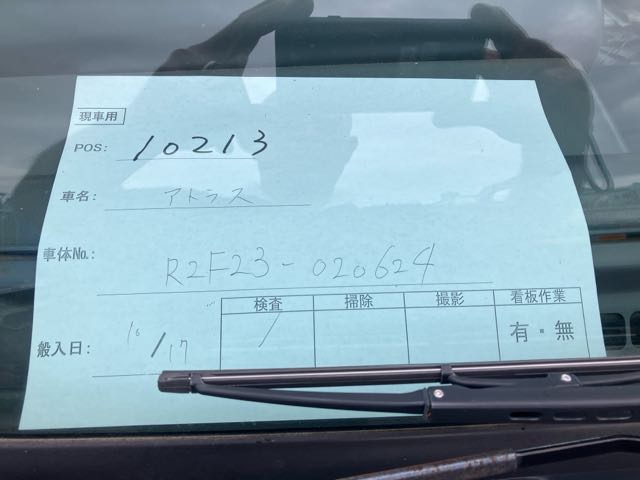 現車用
POS: 10213
車名: アトラス
車体No.: R2F23-020624
検査 掃除 撮影 看板作業
般入日: 10/17 / 有・無